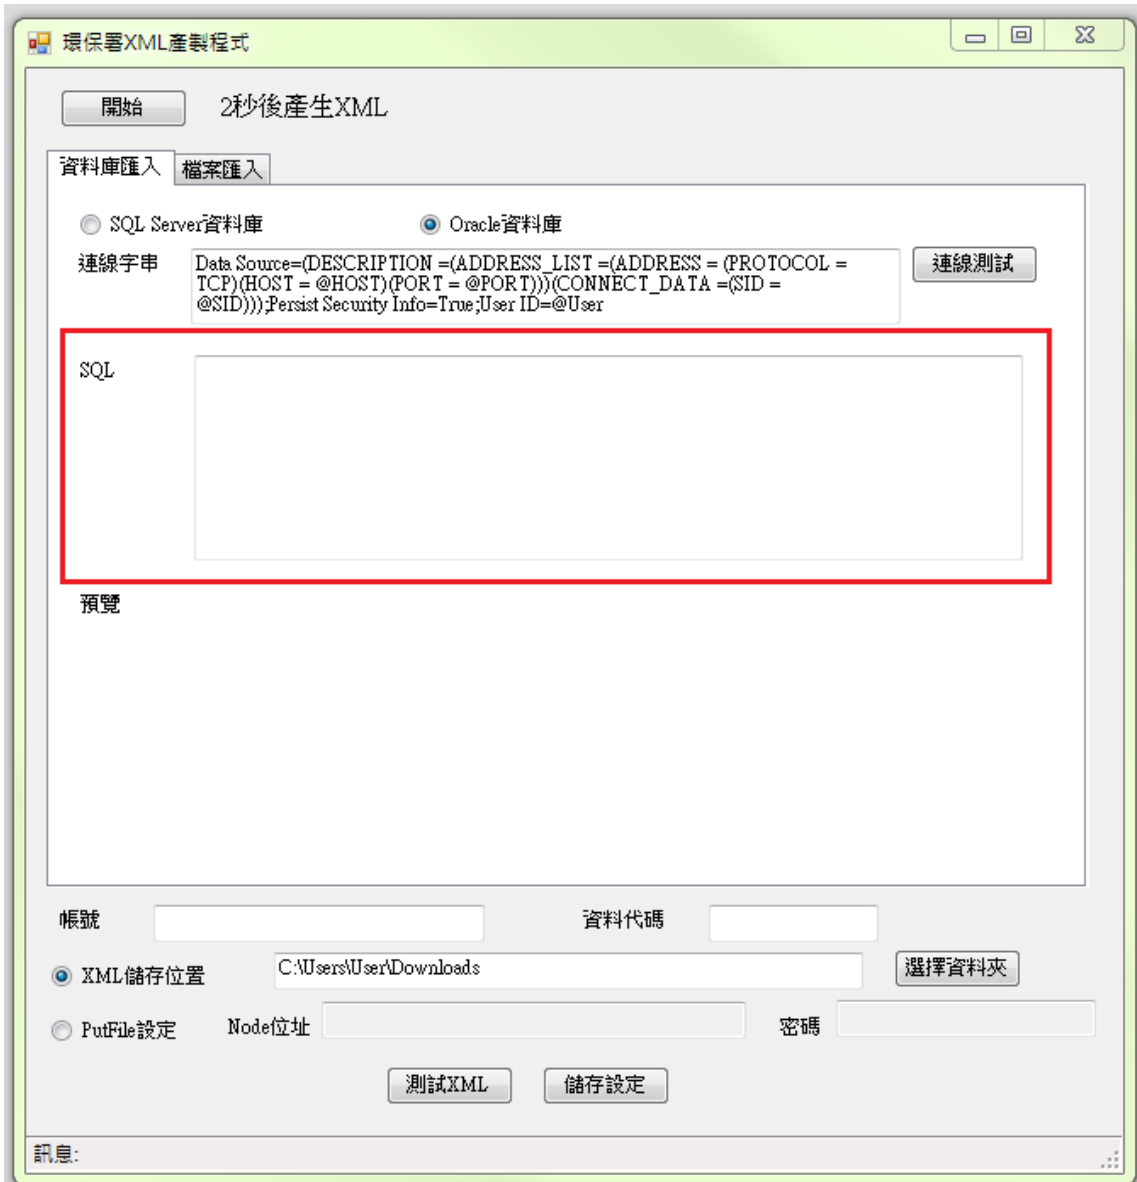 環保署XML產製程式
開始 2秒後產生XML
資料庫匯入 檔案匯入
SQL Server資料庫 Oracle資料庫
連線字串 Data Source=(DESCRIPTION =(ADDRESS_LIST =(ADDRESS = (PROTOCOL = 連線測試
TCP)(HOST = @HOST)(PORT = @PORT)))(CONNECT_DATA =(SID =
@SID)));Persist Security Info=True;User ID=@User
SQL
預覽
帳號 資料代碼
XML儲存位置 C:\Users\User\Downloads 選擇資料夾
PutFile設定 Node位址 密碼
測試XML 儲存設定
訊息: